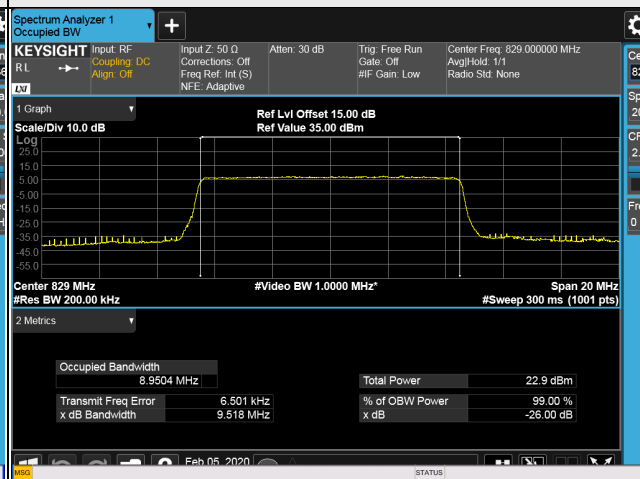 Spectrum Analyzer 1
Occupied BW
KEYSIGHT
R L
LXI
Input: RF
Coupling: DC
Align: Off
Input Z: 50 Ω
Corrections: Off
Freq Ref: Int (S)
NFE: Adaptive
Atten: 30 dB
Trig: Free Run
Gate: Off
#IF Gain: Low
Center Freq: 829.000000 MHz
Avg|Hold: 1/1
Radio Std: None
1 Graph
Scale/Div 10.0 dB
Ref Lvl Offset 15.00 dB
Ref Value 35.00 dBm
Log
25.0
15.0
5.00
-5.00
-15.0
-25.0
-35.0
-45.0
-55.0
Center 829 MHz
#Res BW 200.00 kHz
#Video BW 1.0000 MHz*
Span 20 MHz
#Sweep 300 ms (1001 pts)
2 Metrics
Occupied Bandwidth
8.9504 MHz
Transmit Freq Error 6.501 kHz
x dB Bandwidth 9.518 MHz
Total Power 22.9 dBm
% of OBW Power 99.00 %
x dB -26.00 dB
Feb 05, 2020
MSG
STATUS